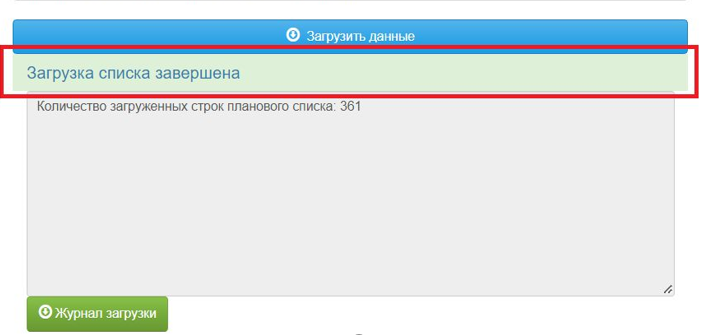 Загрузить данные
Загрузка списка завершена
Количество загруженных строк планового списка: 361
Журнал загрузки